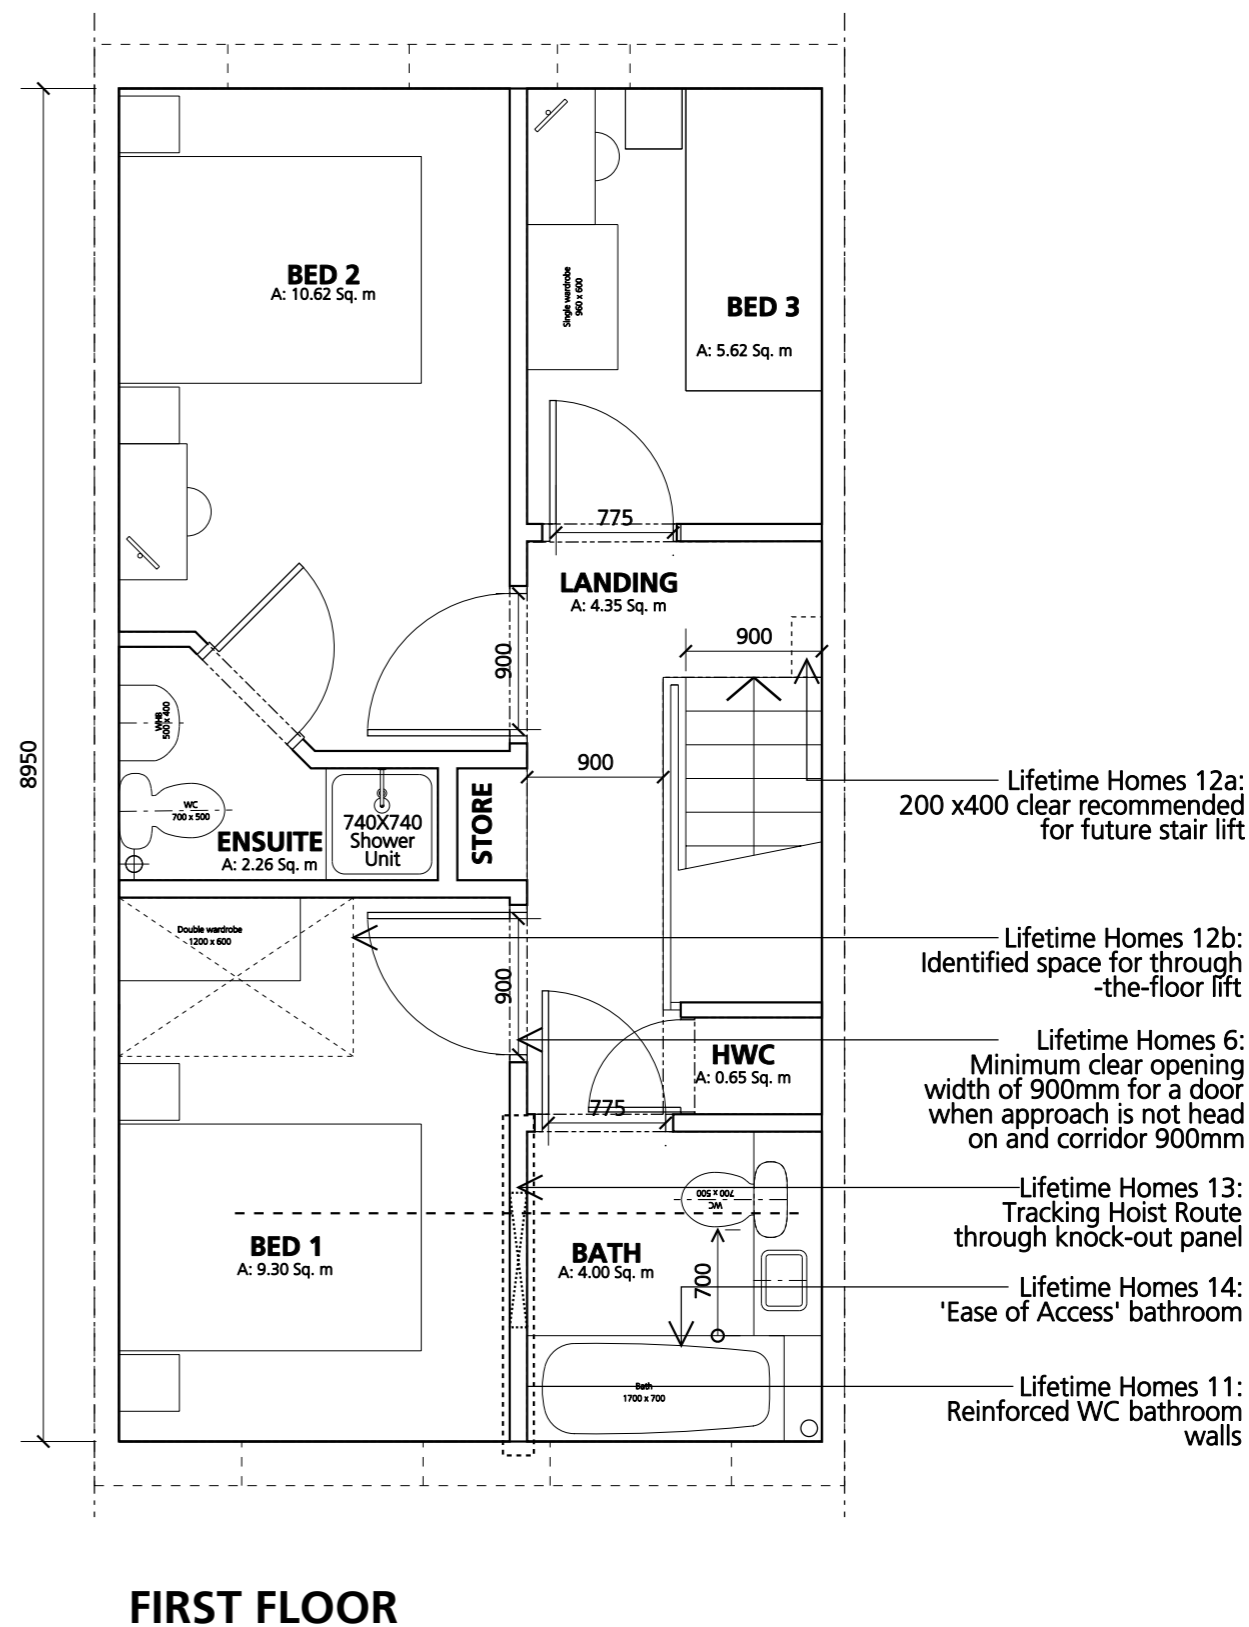 BED 2
A: 10.62 Sq. m
Single wardrobe
960 x 600
BED 3
A: 5.62 Sq. m
775
LANDING
A: 4.35 Sq. m
900
900
WHB
500 x 400
8950
900
WC
700 x 500
ENSUITE
A: 2.26 Sq. m
740X740
Shower
Unit
STORE
Lifetime Homes 12a:
200 x400 clear recommended
for future stair lift
Double wardrobe
1200 x 600
Lifetime Homes 12b:
Identified space for through
-the-floor lift
900
HWC
A: 0.65 Sq. m
Lifetime Homes 6:
Minimum clear opening
width of 900mm for a door
when approach is not head
on and corridor 900mm
775
WC
700 x 500
Lifetime Homes 13:
Tracking Hoist Route
through knock-out panel
BED 1
A: 9.30 Sq. m
BATH
A: 4.00 Sq. m
700
Lifetime Homes 14:
'Ease of Access' bathroom
Bath
1700 x 700
Lifetime Homes 11:
Reinforced WC bathroom
walls
FIRST FLOOR